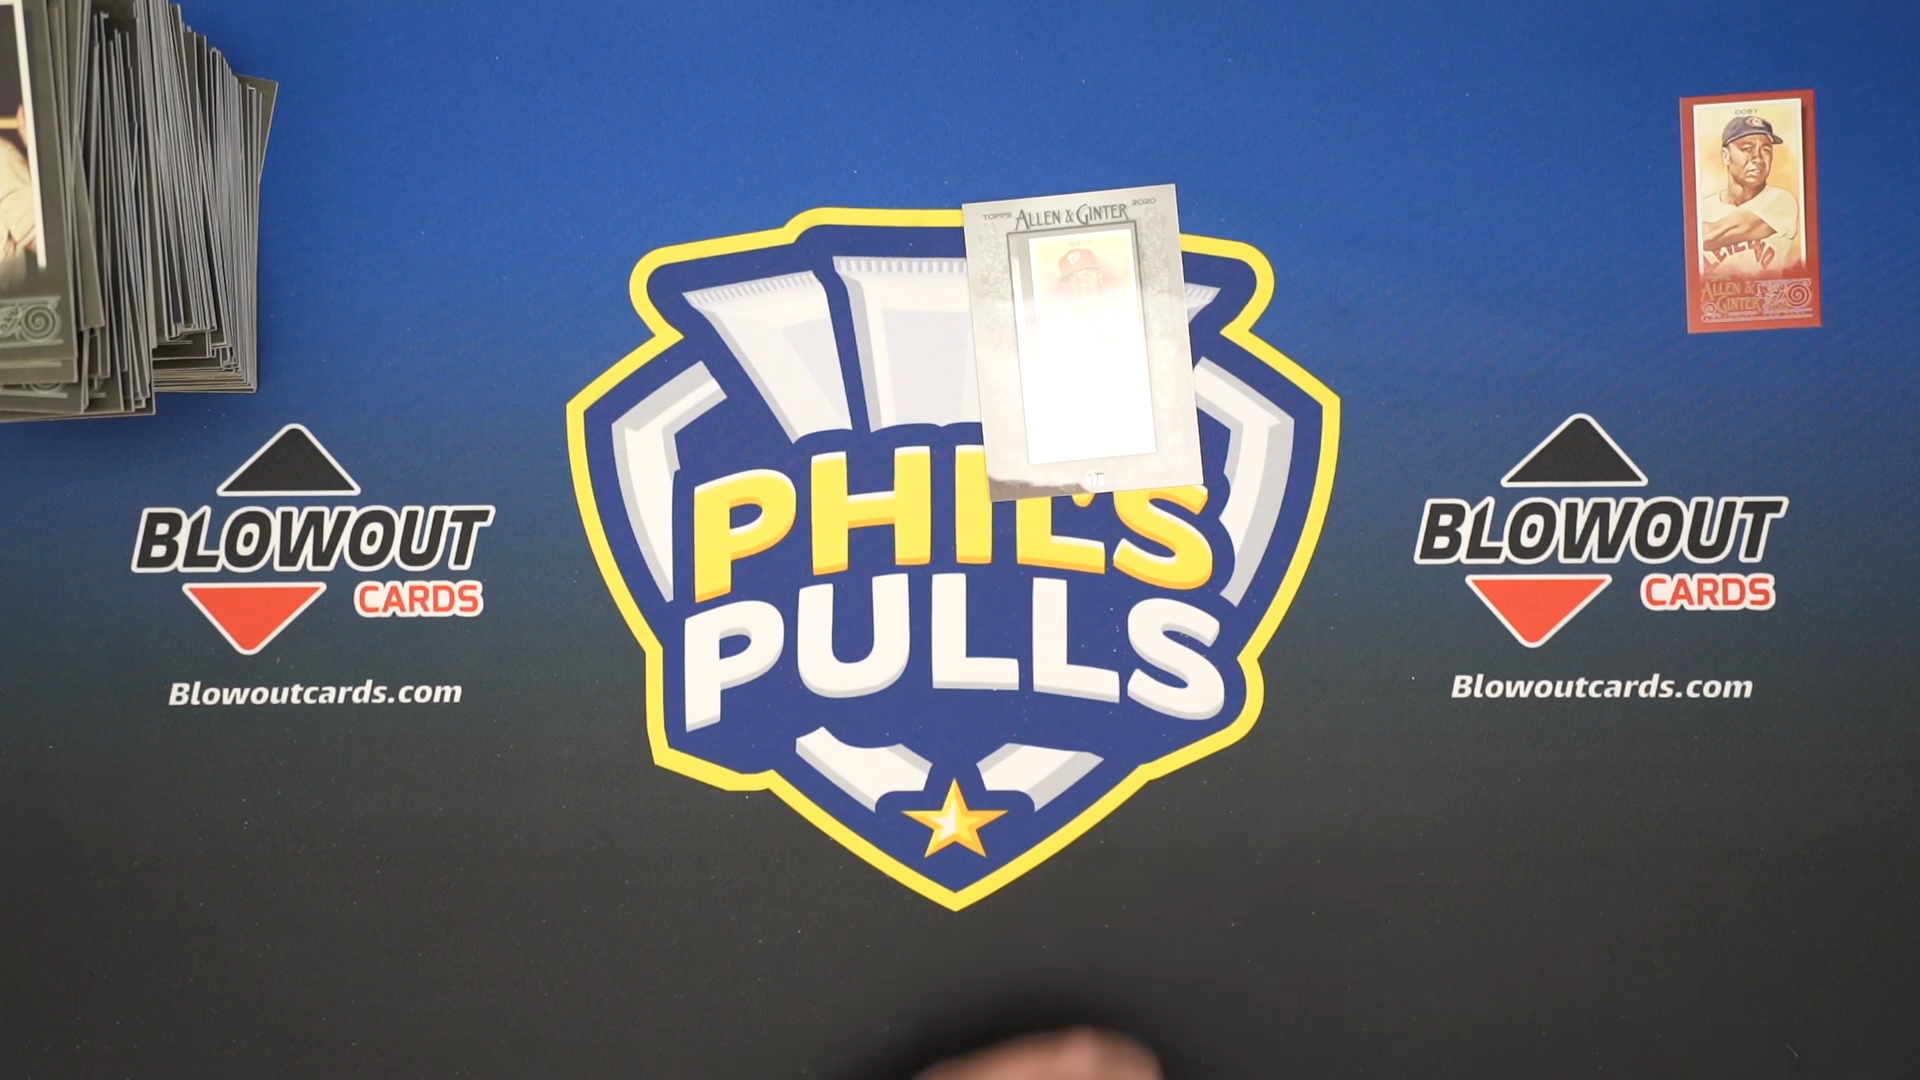 TOPPS ALLEN & GINTER 2020
DOBY
ALLEN &
GINTER
PHIL'S
PULLS
BLOWOUT
CARDS
Blowoutcards.com
BLOWOUT
CARDS
Blowoutcards.com